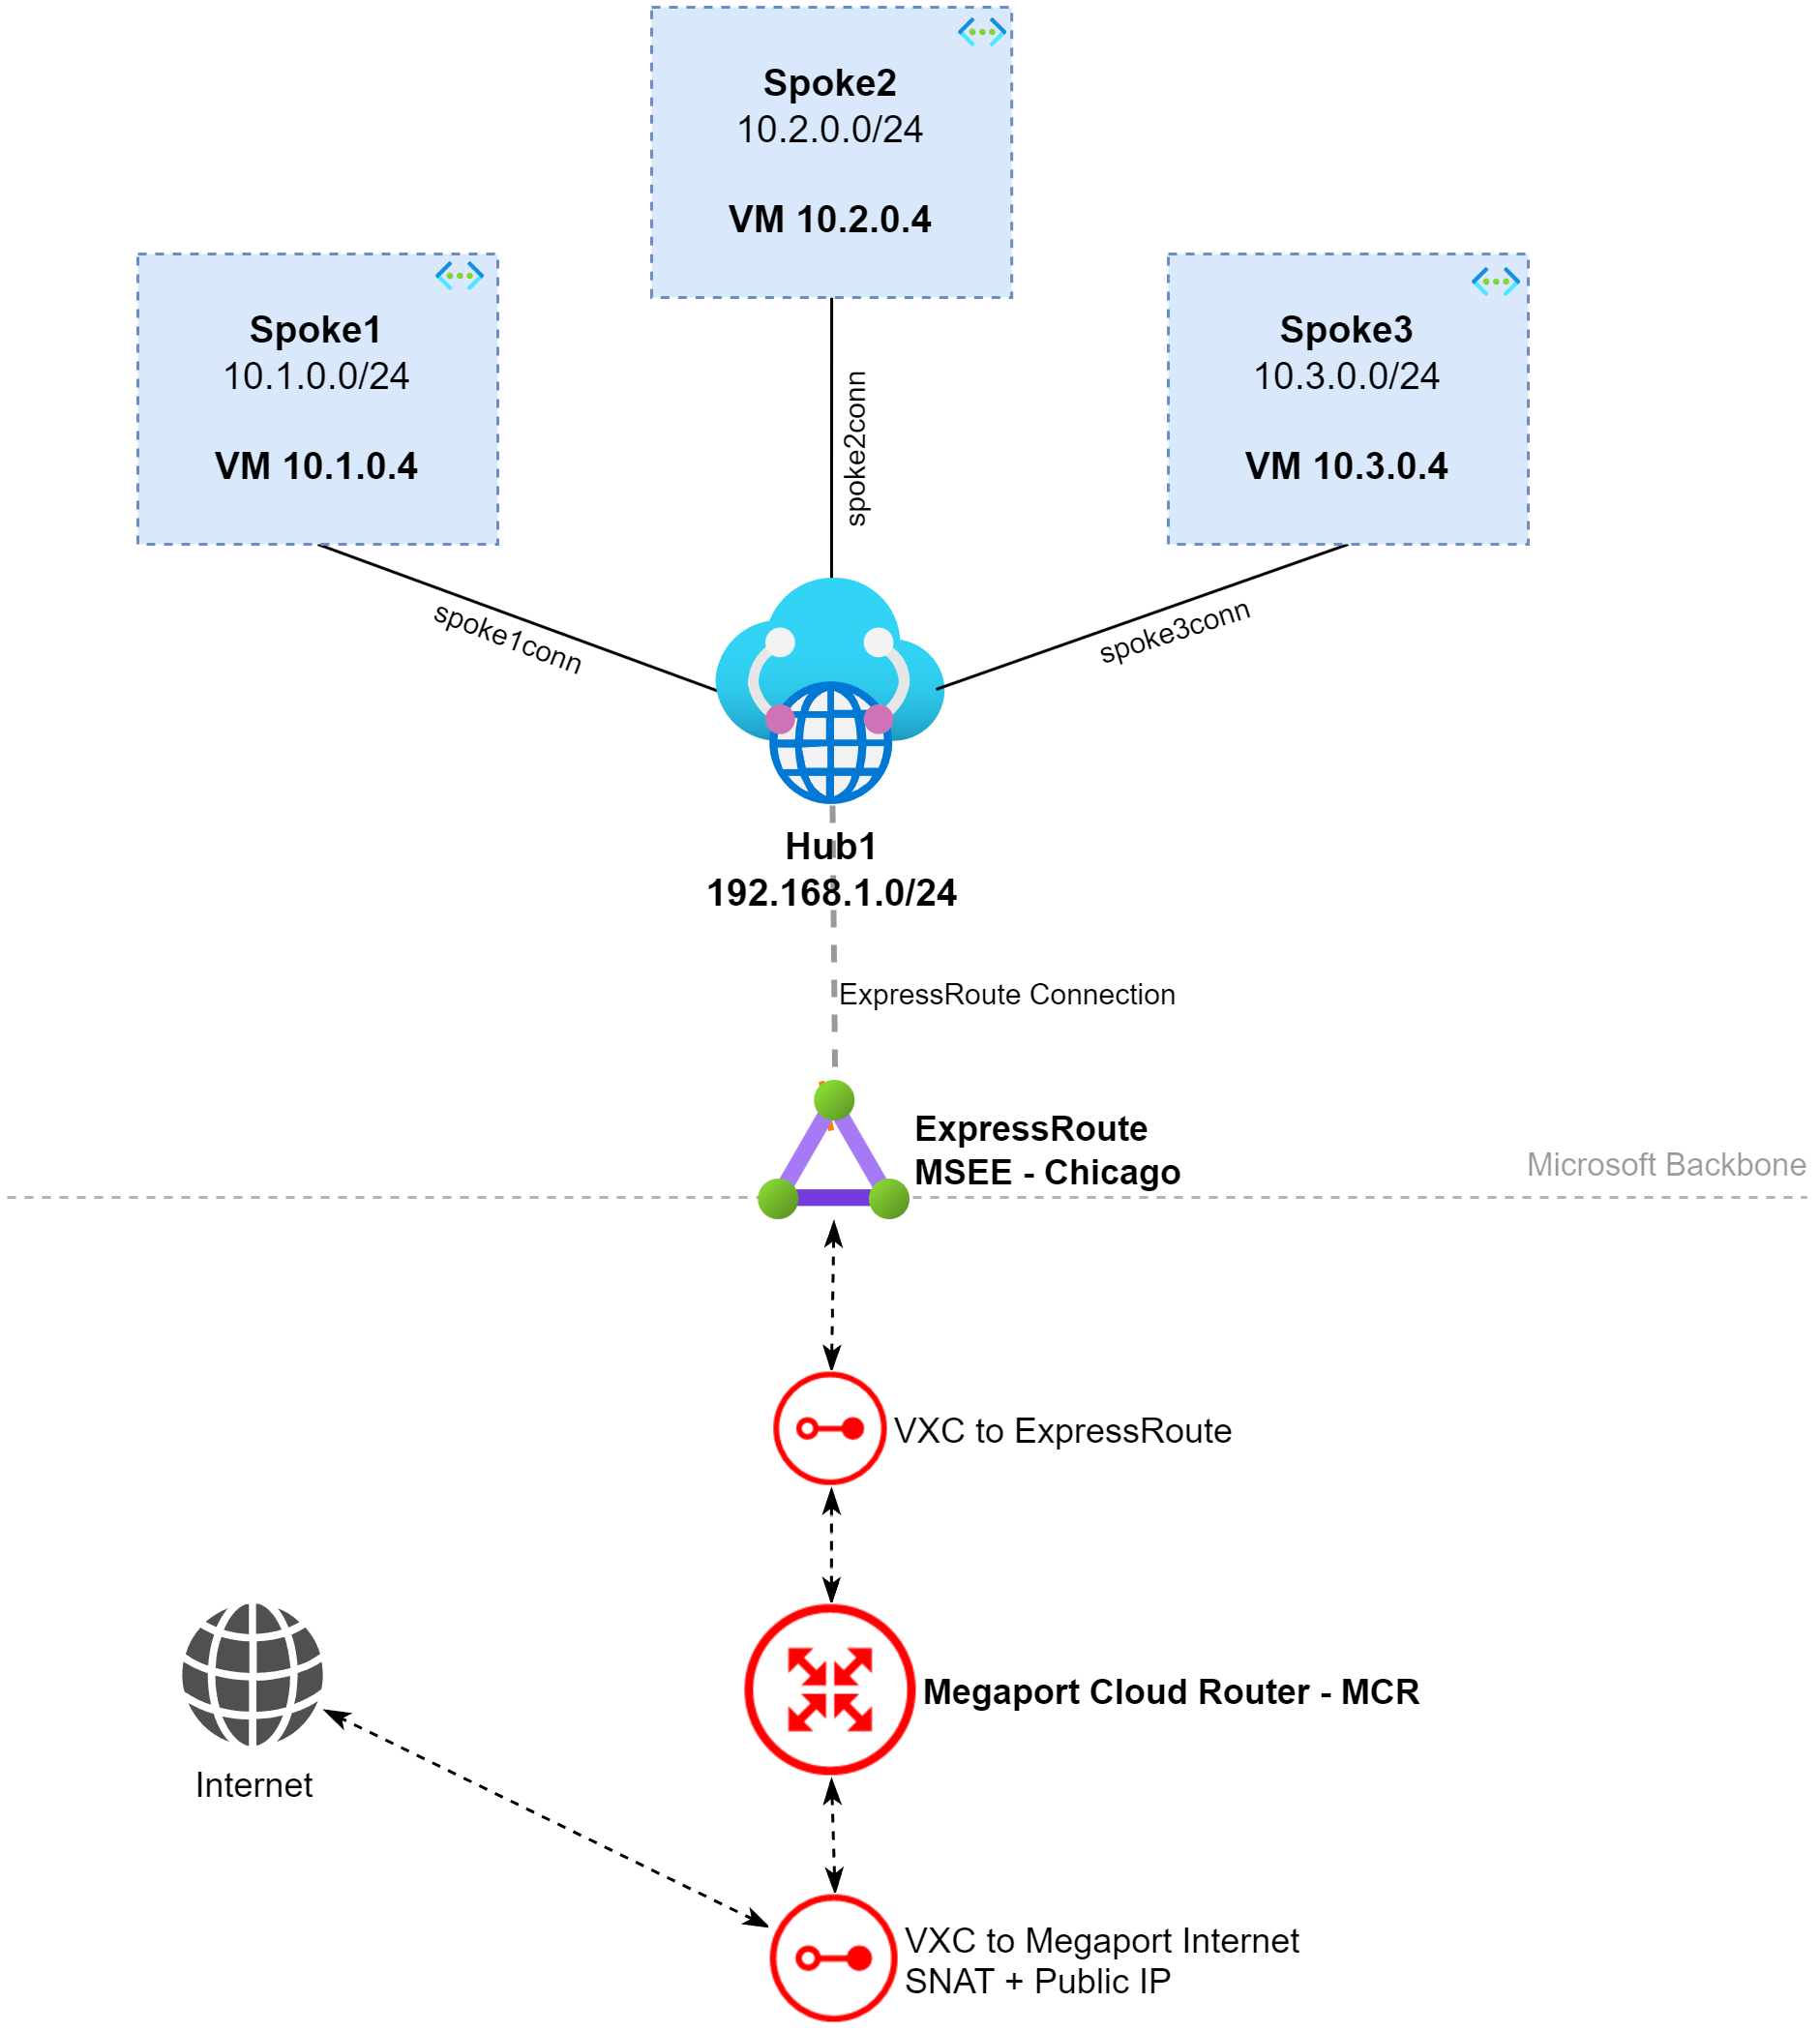 Spoke2
10.2.0.0/24
VM 10.2.0.4
Spoke1
10.1.0.0/24
VM 10.1.0.4
Spoke3
10.3.0.0/24
VM 10.3.0.4
spoke2conn
spoke1conn
spoke3conn
Hub1
192.168.1.0/24
ExpressRoute Connection
ExpressRoute
MSEE - Chicago
Microsoft Backbone
VXC to ExpressRoute
Megaport Cloud Router - MCR
Internet
VXC to Megaport Internet
SNAT + Public IP